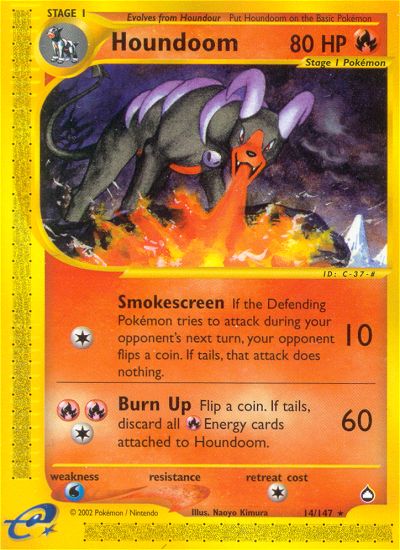 STAGE 1
Evolves from Houndour Put Houndoom on the Basic Pokémon
Houndoom 80 HP
Stage 1 Pokémon
ID: C-37-#
Smokescreen If the Defending
Pokémon tries to attack during your
opponent's next turn, your opponent
flips a coin. If tails, that attack does
nothing.
10
Burn Up Flip a coin. If tails,
discard all Energy cards
attached to Houndoom.
60
weakness resistance retreat cost
© 2002 Pokémon / Nintendo Illus. Naoyo Kimura 14/147 ★
e